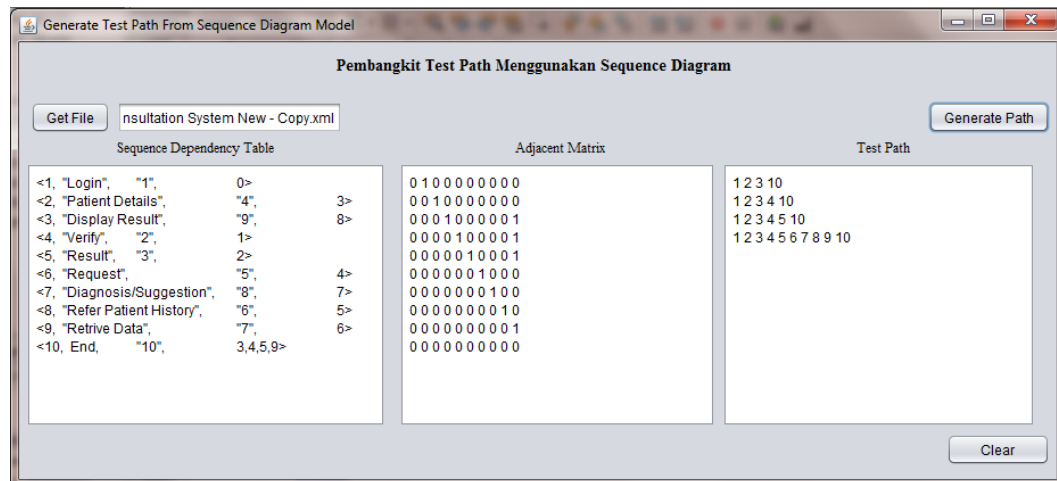 Generate Test Path From Sequence Diagram Model
Pembangkit Test Path Menggunakan Sequence Diagram
Get File nsultation System New - Copy.xml Generate Path
Sequence Dependency Table Adjacent Matrix Test Path
<1, "Login", "1", 0>
<2, "Patient Details", "4", 3>
<3, "Display Result", "9", 8>
<4, "Verify", "2", 1>
<5, "Result", "3", 2>
<6, "Request", "5", 4>
<7, "Diagnosis/Suggestion", "8", 7>
<8, "Refer Patient History", "6", 5>
<9, "Retrive Data", "7", 6>
<10, End, "10", 3,4,5,9>
0 1 0 0 0 0 0 0 0 0
0 0 1 0 0 0 0 0 0 0
0 0 0 1 0 0 0 0 0 1
0 0 0 0 1 0 0 0 0 1
0 0 0 0 0 1 0 0 0 1
0 0 0 0 0 0 1 0 0 0
0 0 0 0 0 0 0 1 0 0
0 0 0 0 0 0 0 0 1 0
0 0 0 0 0 0 0 0 0 1
0 0 0 0 0 0 0 0 0 0
1 2 3 10
1 2 3 4 10
1 2 3 4 5 10
1 2 3 4 5 6 7 8 9 10
Clear